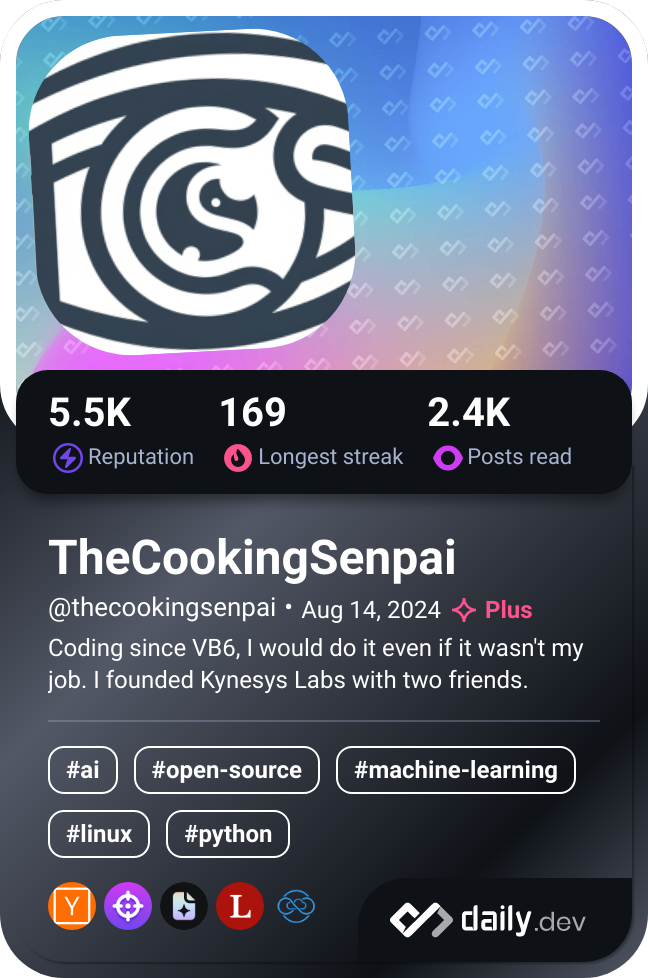 5.5K 169 2.4K
Reputation Longest streak Posts read
TheCookingSenpai
@thecookingsenpai • Aug 14, 2024 Plus
Coding since VB6, I would do it even if it wasn't my
job. I founded Kynesys Labs with two friends.
#ai #open-source #machine-learning
#linux #python
Y L daily.dev